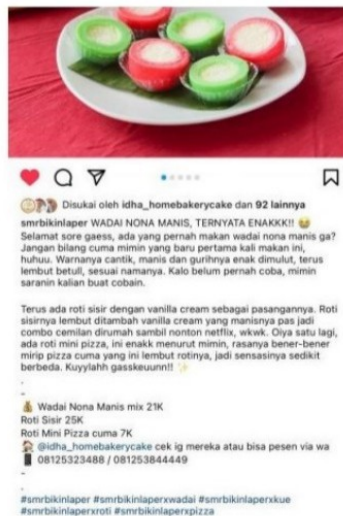 Disukai oleh idha_homebakerycake dan 92 lainnya
smrbikinlaper WADAI NONA MANIS, TERNYATA ENAKKK!! 😭
Selamat sore gaess, ada yang pernah makan wadai nona manis ga?
Jangan bilang cuma mimin yang baru pertama kali makan ini,
huhuu. Warnanya cantik, manis dan gurihnya enak dimulut, terus
lembut betull, sesuai namanya. Kalo belum pernah coba, mimin
saranin kalian buat cobain.
Terus ada roti sisir dengan vanilla cream sebagai pasangannya. Roti
sisirnya lembut ditambah vanilla cream yang manisnya pas jadi
combo cemilan dirumah sambil nonton netflix, wkwk. Oiya satu lagi,
ada roti mini pizza, ini enakk menurut mimin, rasanya bener-bener
mirip pizza cuma yang ini lembut rotinya, jadi sensasinya sedikit
berbeda. Kuyylahh gasskeuunn!! ✨
.
-
💰 Wadai Nona Manis mix 21K
Roti Sisir 25K
Roti Mini Pizza cuma 7K
🏠 @idha_homebakerycake cek ig mereka atau bisa pesen via wa
📱 08125323488 / 081253844449
-
.
#smrbikinlaper #smrbikinlaperxwadai #smrbikinlaperxkue
#smrbikinlaperxroti #smrbikinlaperxpizza